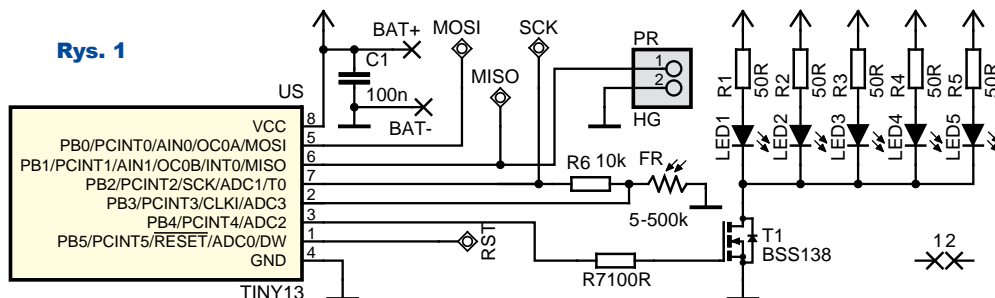 Rys. 1
BAT+
C1
100n
BAT-
MOSI
MISO
SCK
PR
1
2
HG
R1
50R
R2
50R
R3
50R
R4
50R
R5
50R
LED1
LED2
LED3
LED4
LED5
US
VCC
8
PB0/PCINT0/AIN0/OC0A/MOSI
5
PB1/PCINT1/AIN1/OC0B/INT0/MISO
6
PB2/PCINT2/SCK/ADC1/T0
7
PB3/PCINT3/CLKI/ADC3
2
PB4/PCINT4/ADC2
3
PB5/PCINT5/RESET/ADC0/DW
1
GND
4
TINY13
R6 10k
FR
5-500k
RST
R7100R
T1
BSS138
12